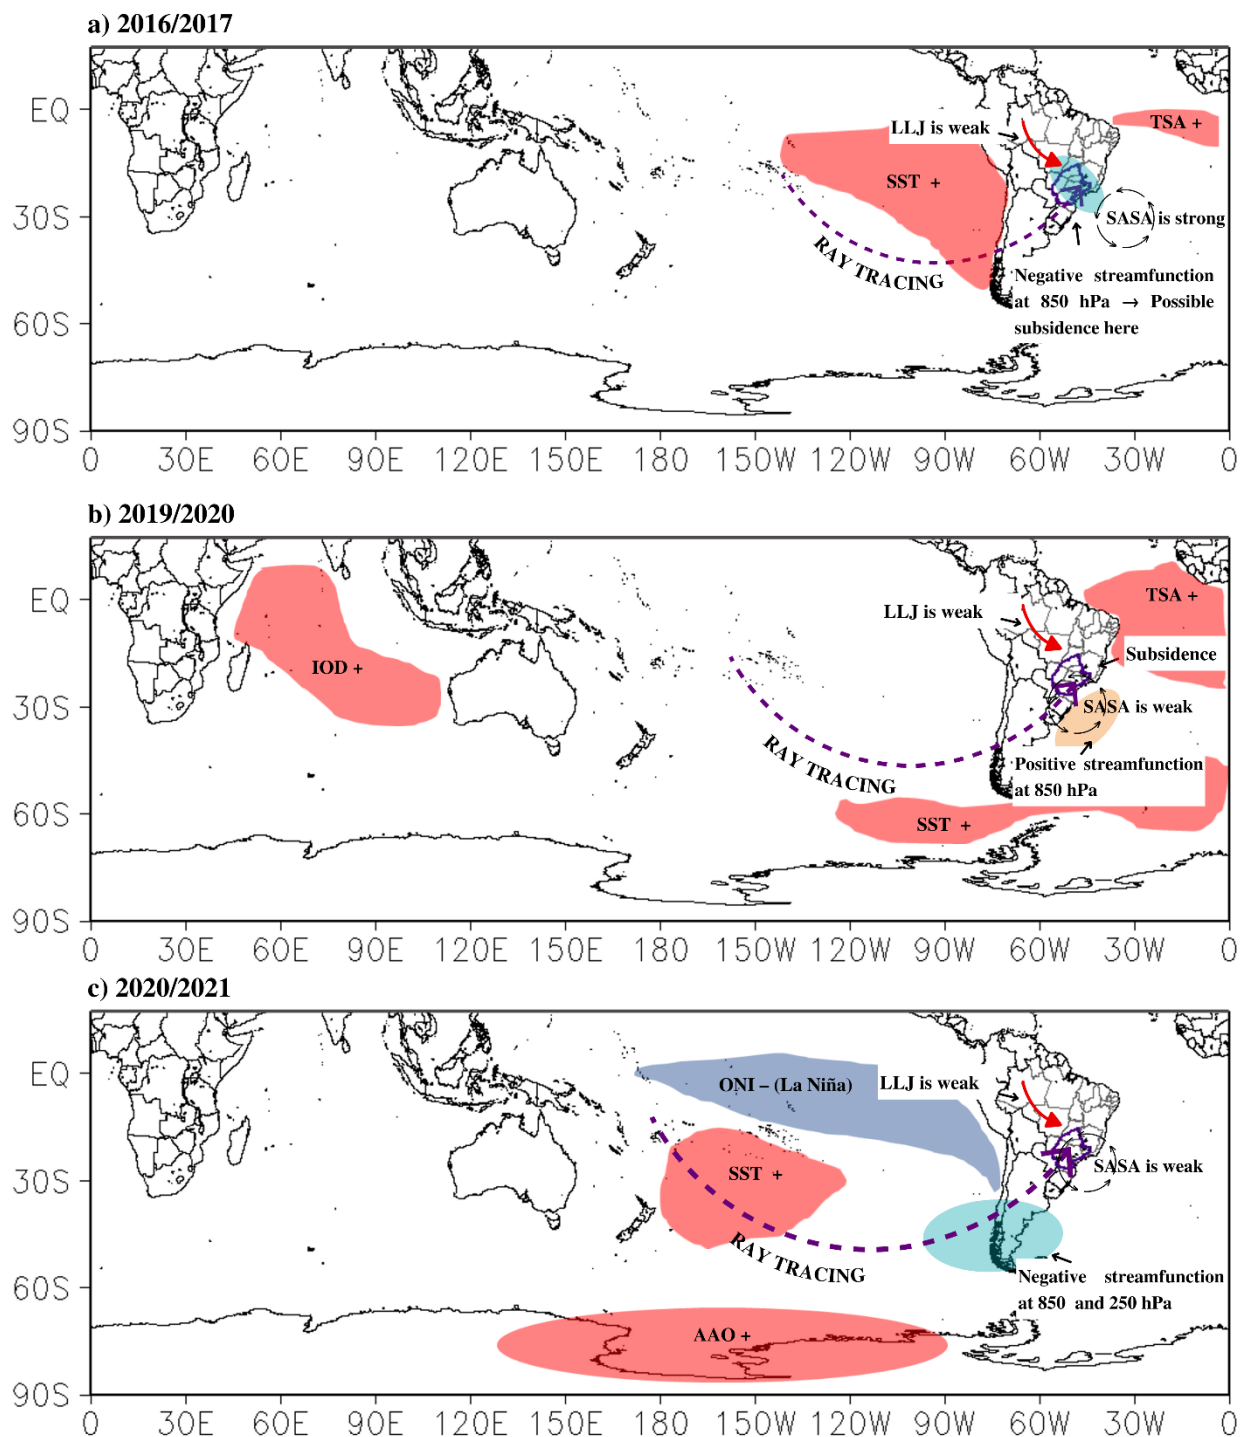 a) 2016/2017
EQ
30S
60S
90S
LLJ is weak
TSA +
SST +
SASA is strong
RAY TRACING
Negative streamfunction
at 850 hPa → Possible
subsidence here
0 30E 60E 90E 120E 150E 180 150W 120W 90W 60W 30W 0
b) 2019/2020
EQ
30S
60S
90S
TSA +
LLJ is weak
Subsidence
IOD +
SASA is weak
RAY TRACING
Positive streamfunction
at 850 hPa
SST +
0 30E 60E 90E 120E 150E 180 150W 120W 90W 60W 30W 0
c) 2020/2021
EQ
30S
60S
90S
ONI – (La Niña)
LLJ is weak
SST +
SASA is weak
RAY TRACING
Negative streamfunction
at 850 and 250 hPa
AAO +
0 30E 60E 90E 120E 150E 180 150W 120W 90W 60W 30W 0